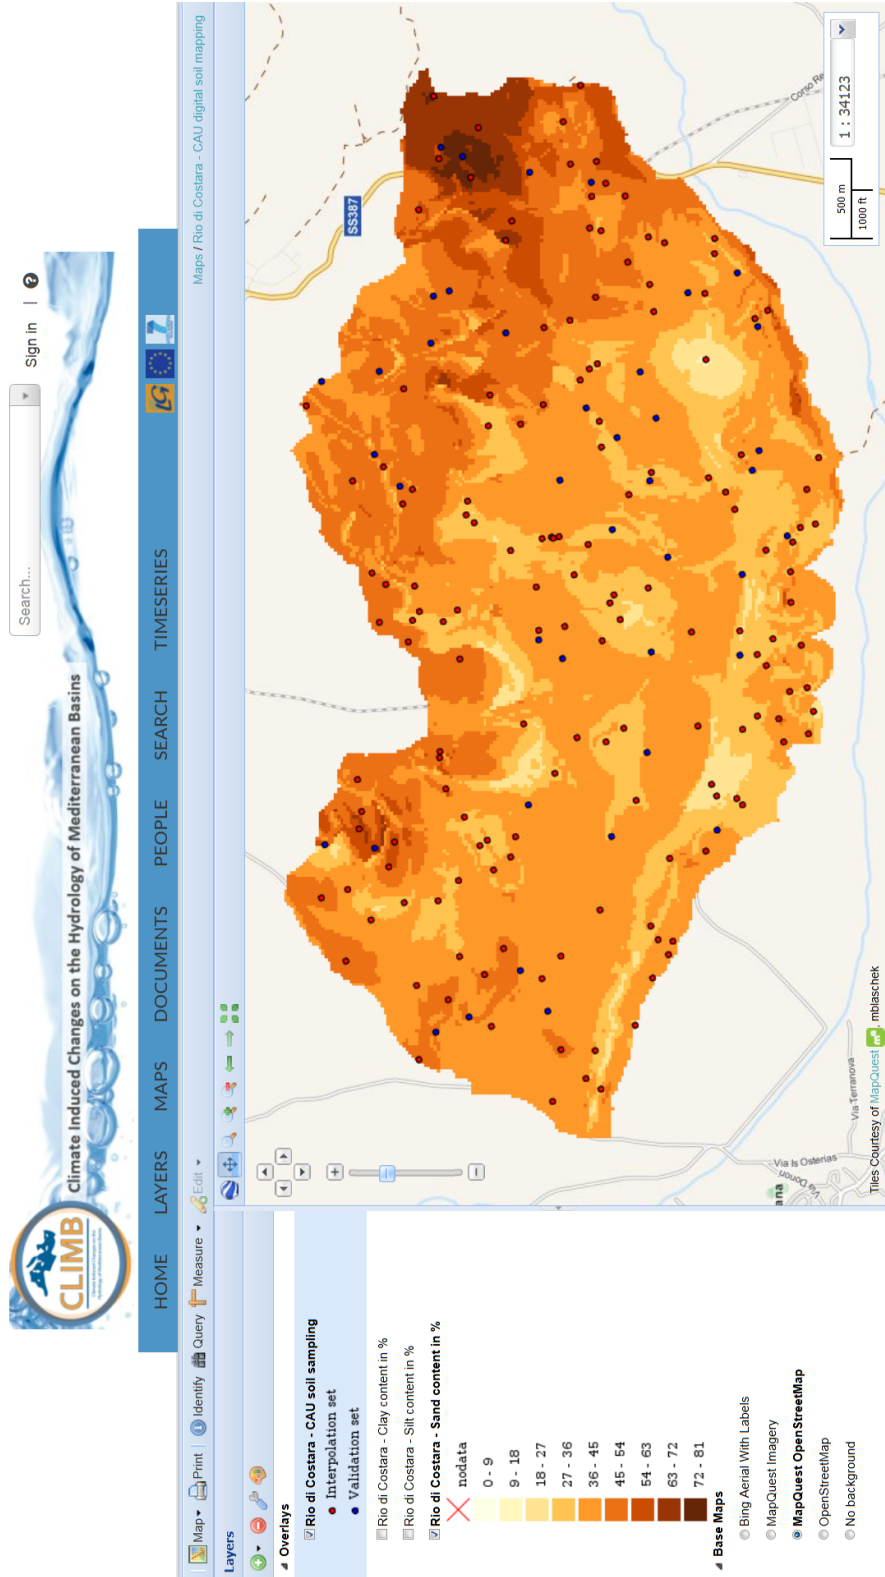 Search...
Sign in | ?
CLIMB
Climate Induced Changes on the Hydrology of Mediterranean Basins
HOME LAYERS MAPS DOCUMENTS PEOPLE SEARCH TIMESERIES
Maps / Rio di Costara - CAU digital soil mapping
Map Print Identify Query Measure Edit
Layers
Overlays
Rio di Costara - CAU soil sampling
Interpolation set
Validation set
Rio di Costara - Clay content in %
Rio di Costara - Silt content in %
Rio di Costara - Sand content in %
nodata
0 - 9
9 - 18
18 - 27
27 - 36
36 - 45
45 - 54
54 - 63
63 - 72
72 - 81
Base Maps
Bing Aerial With Labels
MapQuest Imagery
MapQuest OpenStreetMap
OpenStreetMap
No background
SS387
Corso Re
1 : 34123
500 m
1000 ft
Via Is Osterias
Via Donori
ana
Via Terranova
Tiles Courtesy of MapQuest m, mblaschek